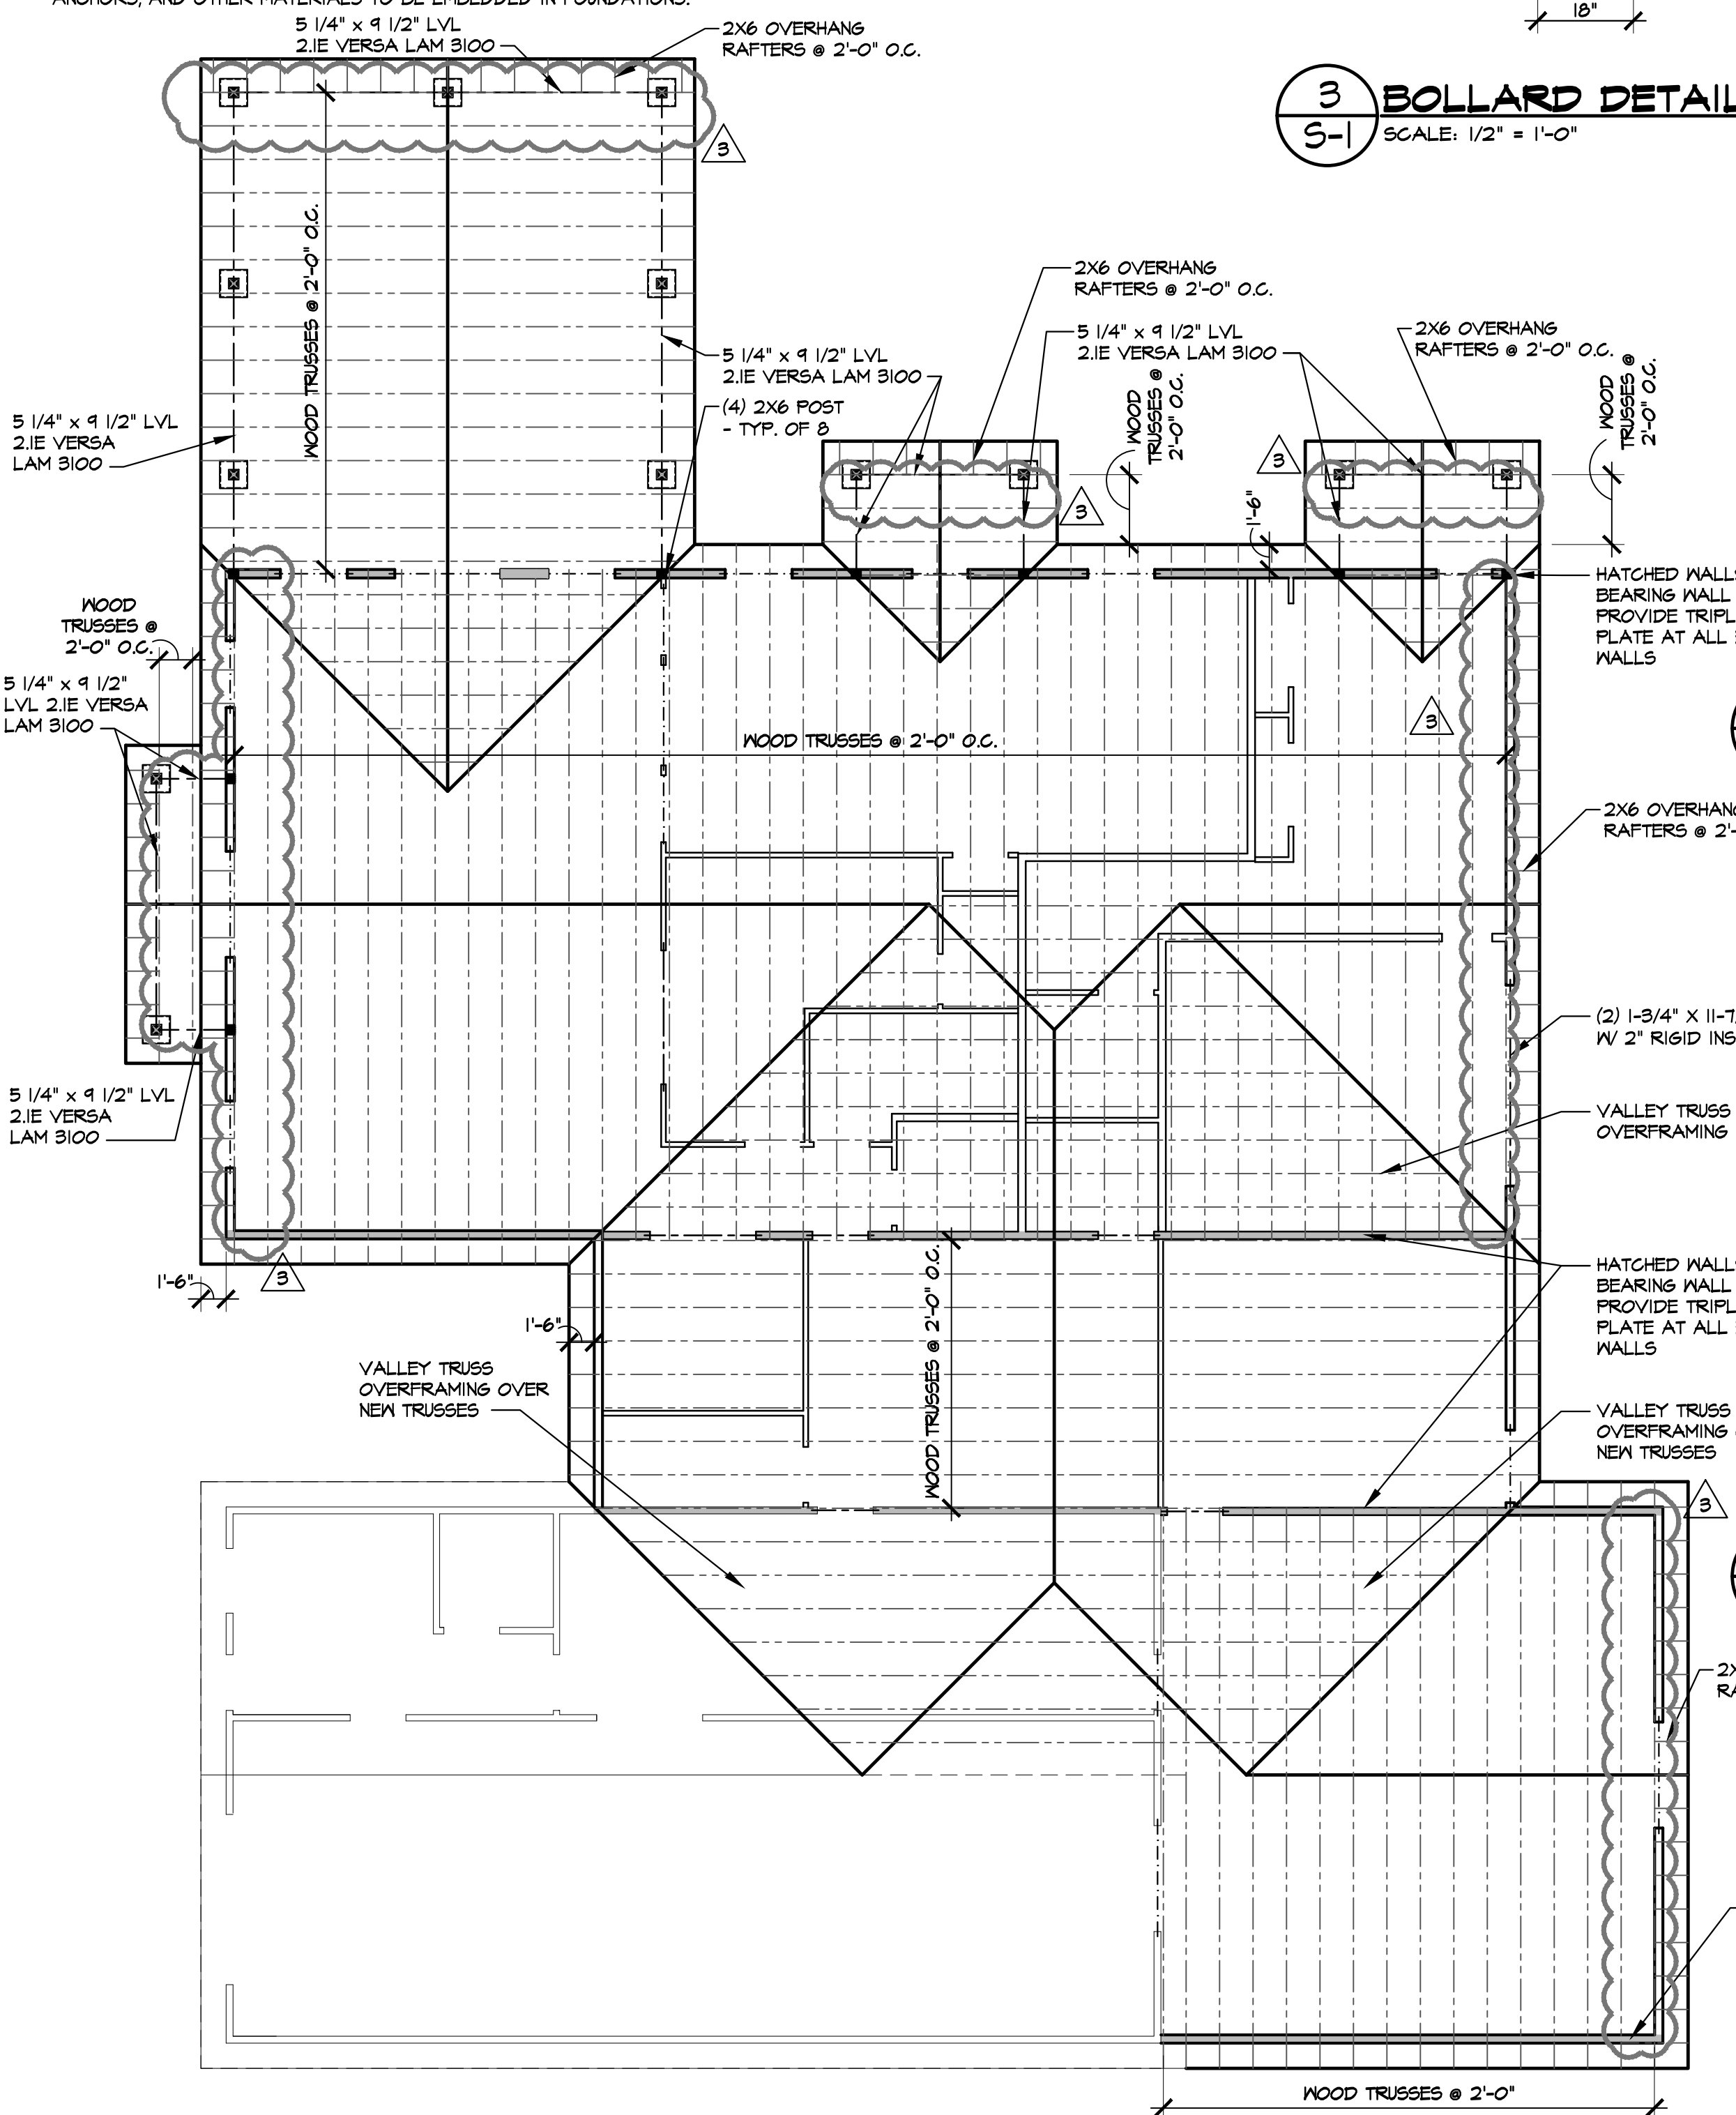 ANCHORS, AND OTHER MATERIALS TO BE EMBEDDED IN FOUNDATIONS.
18"
5 1/4" x 9 1/2" LVL
2.1E VERSA LAM 3100
2X6 OVERHANG
RAFTERS @ 2'-0" O.C.
3
S-1
BOLLARD DETAIL
SCALE: 1/2" = 1'-0"
3
WOOD TRUSSES @ 2'-0" O.C.
2X6 OVERHANG
RAFTERS @ 2'-0" O.C.
5 1/4" x 9 1/2" LVL
2.1E VERSA LAM 3100
2X6 OVERHANG
RAFTERS @ 2'-0" O.C.
5 1/4" x 9 1/2" LVL
2.1E VERSA LAM 3100
(4) 2X6 POST
- TYP. OF 8
WOOD
TRUSSES @
2'-0" O.C.
WOOD
TRUSSES @
2'-0" O.C.
5 1/4" x 9 1/2" LVL
2.1E VERSA
LAM 3100
3
3
1'-6"
HATCHED WALLS
BEARING WALL
PROVIDE TRIPL
PLATE AT ALL
WALLS
WOOD
TRUSSES @
2'-0" O.C.
5 1/4" x 9 1/2"
LVL 2.1E VERSA
LAM 3100
3
WOOD TRUSSES @ 2'-0" O.C.
2X6 OVERHANG
RAFTERS @ 2'-
(2) 1-3/4" X 11-7
W/ 2" RIGID INS
5 1/4" x 9 1/2" LVL
2.1E VERSA
LAM 3100
VALLEY TRUSS
OVERFRAMING
1'-6"
3
WOOD TRUSSES @ 2'-0" O.C.
HATCHED WALLS
BEARING WALL
PROVIDE TRIPL
PLATE AT ALL
WALLS
1'-6"
VALLEY TRUSS
OVERFRAMING OVER
NEW TRUSSES
VALLEY TRUSS
OVERFRAMING
NEW TRUSSES
3
2X
RA
WOOD TRUSSES @ 2'-0"